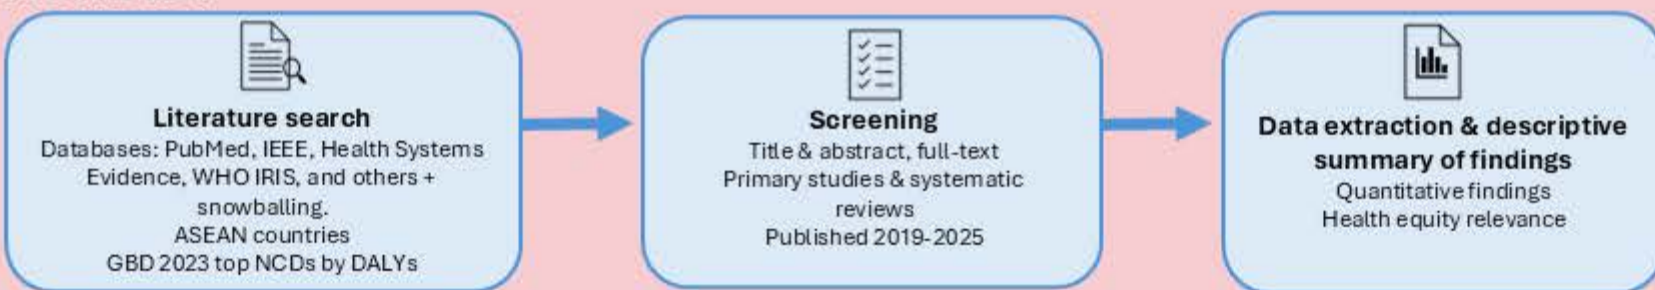 Literature search
Databases: PubMed, IEEE, Health Systems
Evidence, WHO IRIS, and others +
snowballing.
ASEAN countries
GBD 2023 top NCDs by DALYs
Screening
Title & abstract, full-text
Primary studies & systematic
reviews
Published 2019-2025
Data extraction & descriptive
summary of findings
Quantitative findings
Health equity relevance